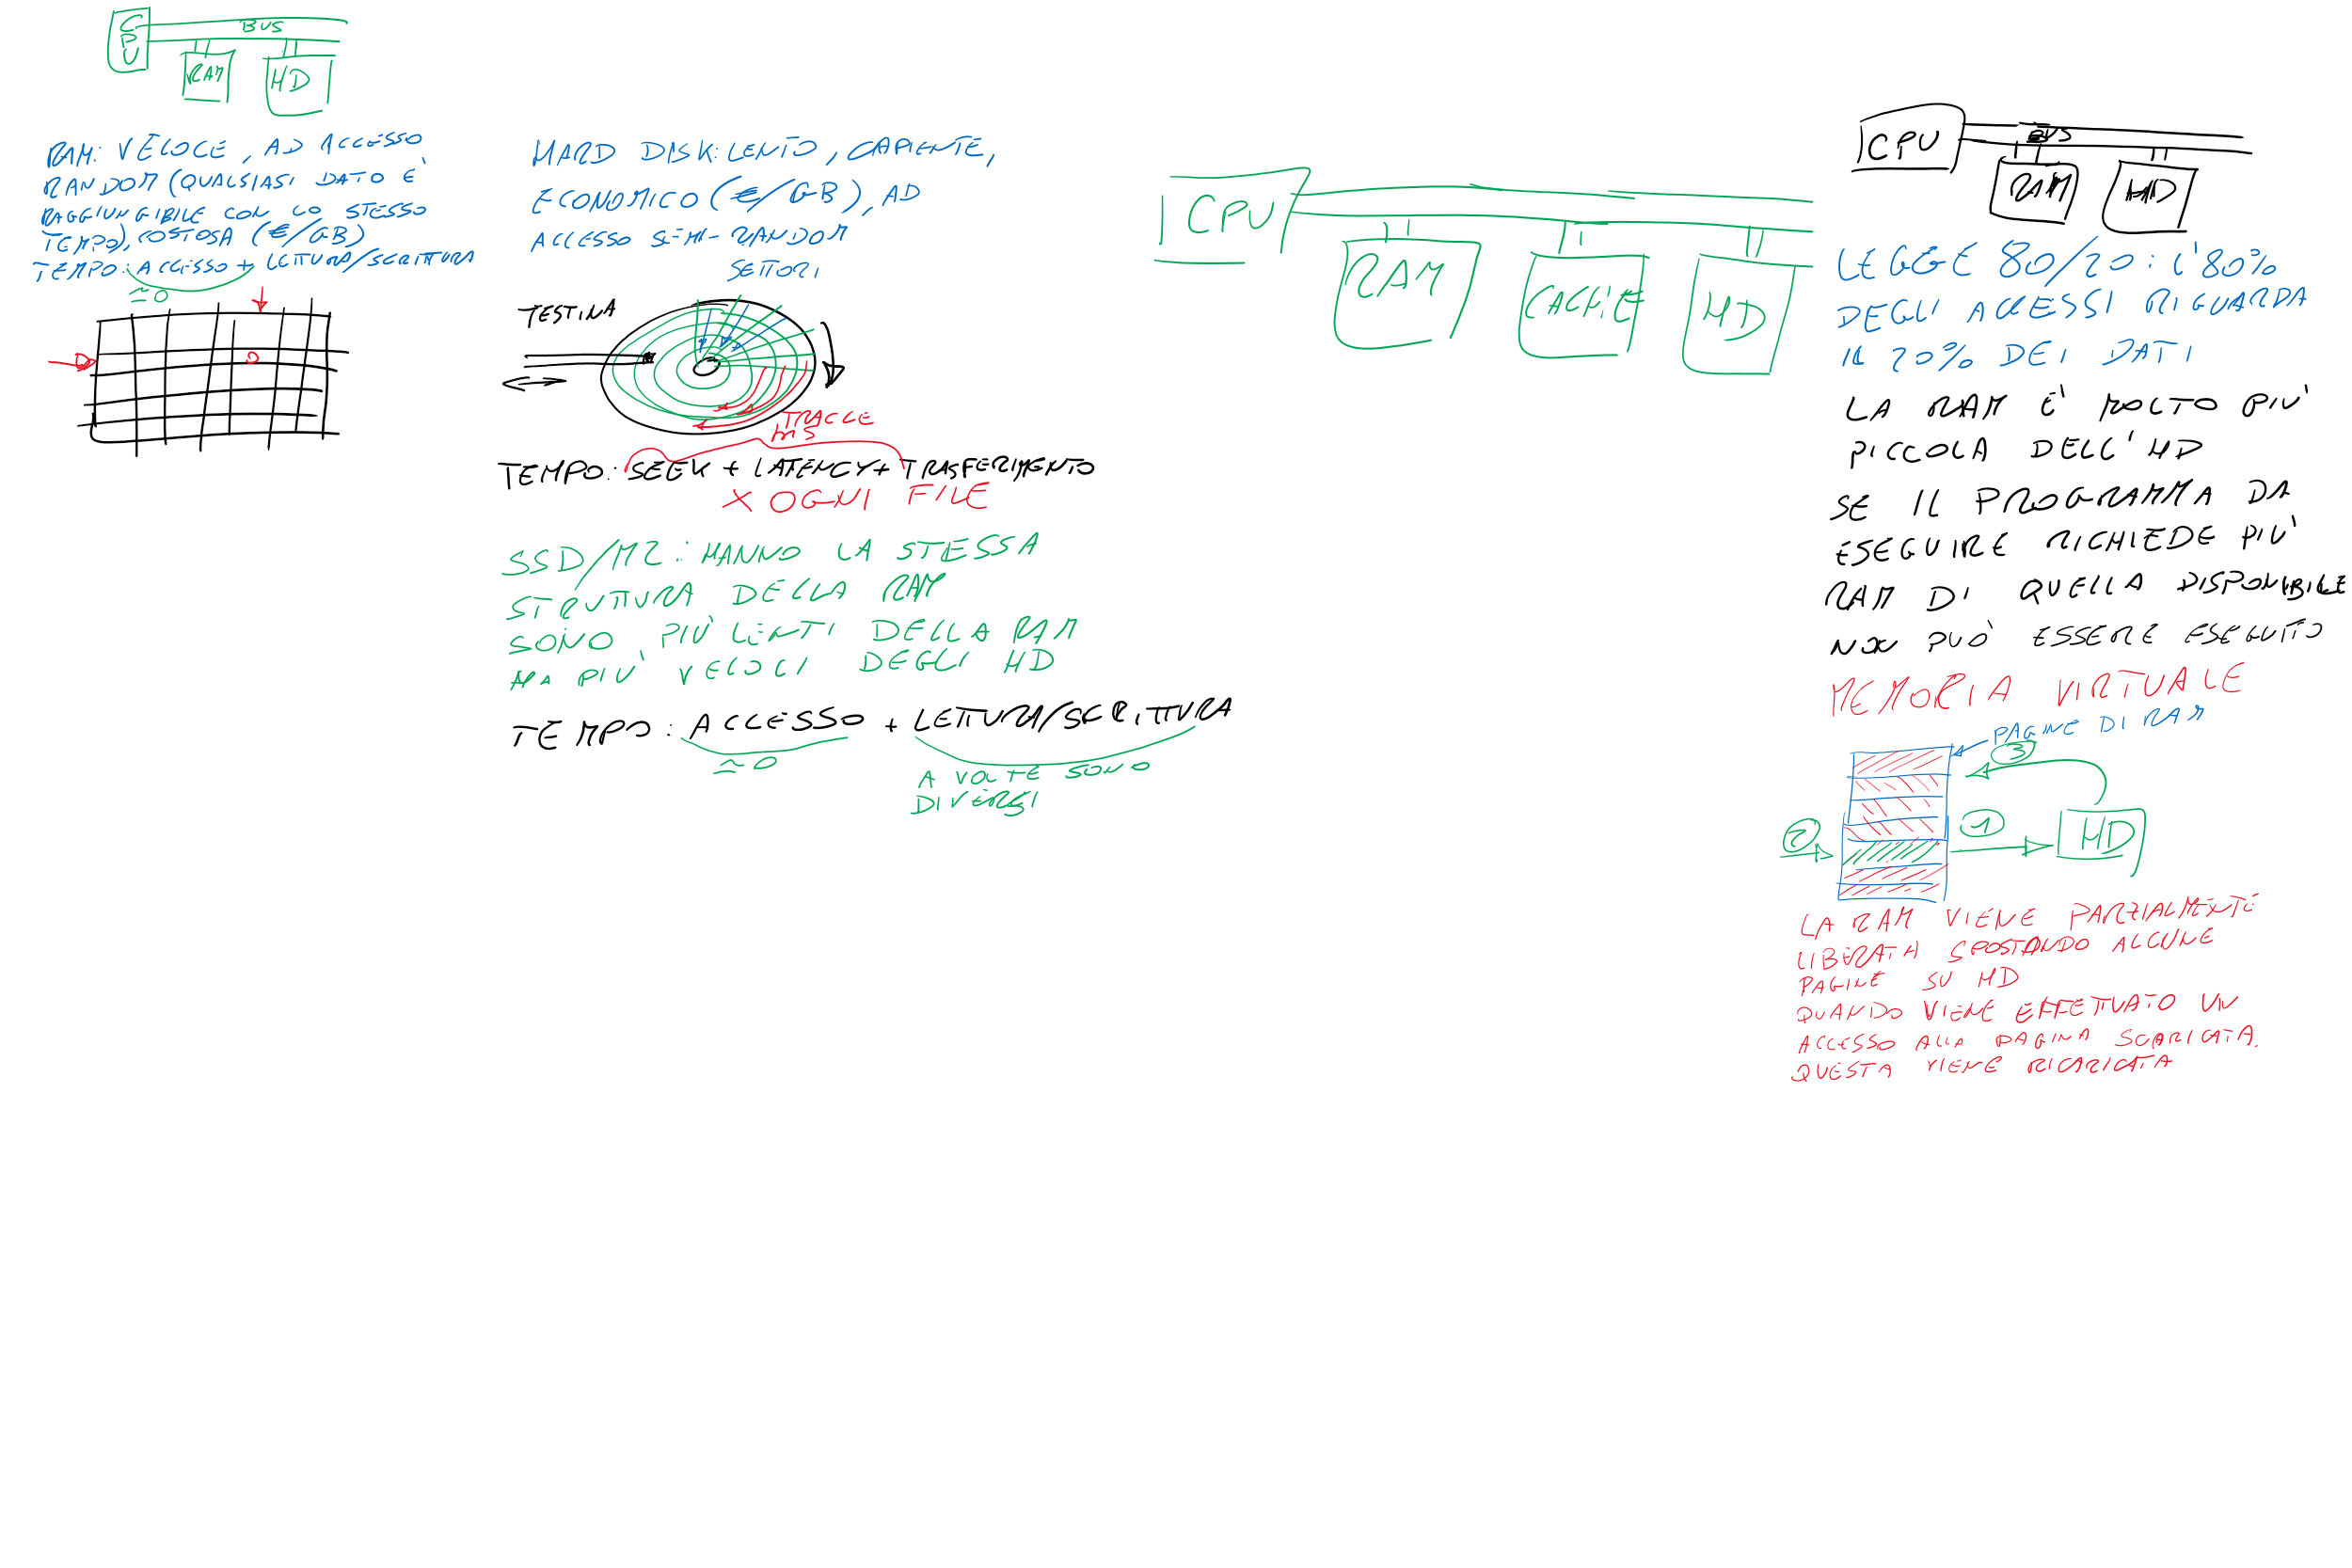 CPU
BUS
RAM
HD
RAM: VELOCE, AD ACCESSO
RANDOM (QUALSIASI DATO È
RAGGIUNGIBILE CON LO STESSO
TEMPO), COSTOSA (€/GB)
TEMPO: ACCESSO + LETTURA/SCRITTURA
≃0
HARD DISK: LENTO, CAPIENTE,
ECONOMICO (€/GB), AD
ACCESSO SEMI-RANDOM
SETTORI
TESTINA
TRACCE
ms
TEMPO: SEEK + LATENCY + TRASFERIMENTO
X OGNI FILE
SSD/M2: HANNO LA STESSA
STRUTTURA DELLA RAM
SONO PIÙ LENTI DELLA RAM
MA PIÙ VELOCI DEGLI HD
TEMPO: ACCESSO + LETTURA/SCRITTURA
≃0
A VOLTE SONO
DIVERSI
CPU
RAM
CACHE
HD
CPU
BUS
RAM
HD
LEGGE 80/20: L'80%
DEGLI ACCESSI RIGUARDA
IL 20% DEI DATI
LA RAM È MOLTO PIÙ
PICCOLA DELL'HD
SE IL PROGRAMMA DA
ESEGUIRE RICHIEDE PIÙ
RAM DI QUELLA DISPONIBILE
NON PUÒ ESSERE ESEGUITO
MEMORIA VIRTUALE
PAGINE DI RAM
3
2
1
HD
LA RAM VIENE PARZIALMENTE
LIBERATA SPOSTANDO ALCUNE
PAGINE SU HD
QUANDO VIENE EFFETTUATO UN
ACCESSO ALLA PAGINA SCARICATA.
QUESTA VIENE RICARICATA